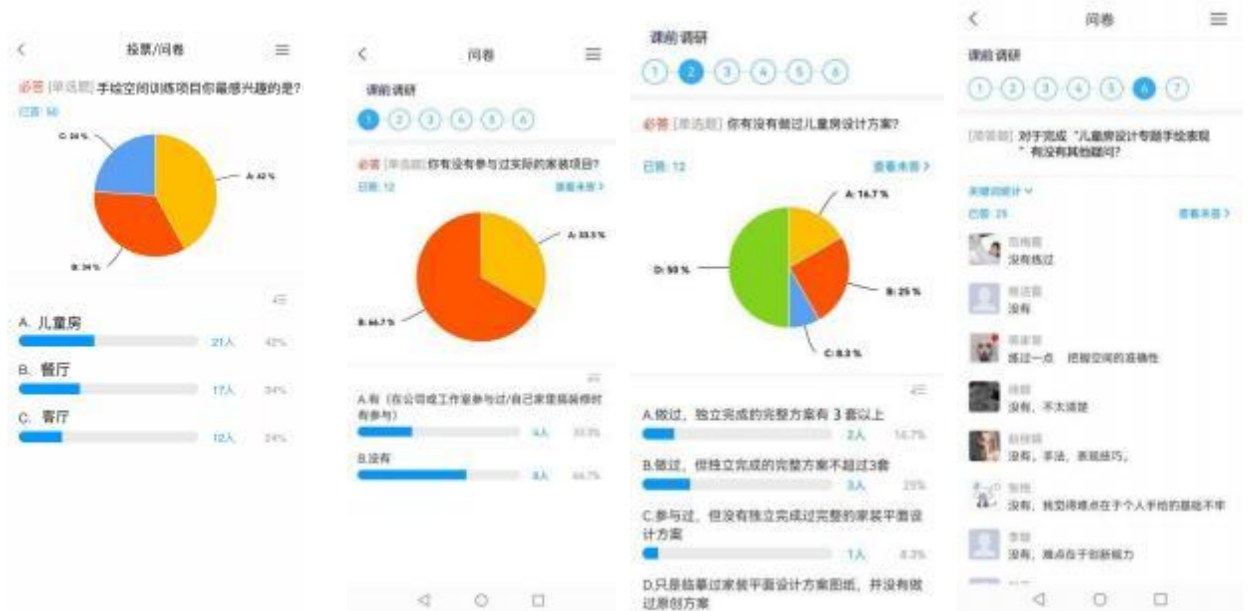 投票/问卷
必答 [单选题] 手绘空间训练项目你最感兴趣的是?
已答: 50
C: 24%
A: 42%
B: 34%
A. 儿童房
21人 42%
B. 餐厅
17人 34%
C. 客厅
12人 24%
问卷
课前调研
1 2 3 4 5 6
必答 [单选题] 你有没有参与过实际的家装项目?
已答: 12 查看未答 >
A: 33.3%
B: 66.7%
A.有(在公司或工作室参与过/自己家里搞装修时
有参与)
4人 33.3%
B.没有
8人 66.7%
课前调研
1 2 3 4 5 6
必答 [单选题] 你有没有做过儿童房设计方案?
已答: 12 查看未答 >
A: 16.7%
D: 50%
B: 25%
C: 8.3%
A.做过,独立完成的完整方案有 3 套以上
2人 16.7%
B.做过,但独立完成的完整方案不超过3套
3人 25%
C.参与过,但没有独立完成过完整的家装平面设
计方案
1人 8.3%
D.只是临摹过家装平面设计方案图纸,并没有做
过原创方案
问卷
课前调研
1 2 3 4 5 6 7
[简答题] 对于完成“儿童房设计专题手绘表现
”有没有其他疑问?
关键词统计
已答: 25 查看未答 >
没有练过
没有
练过一点 把握空间的准确性
没有,不太清楚
没有,手法,表现技巧。
没有,我觉得难点在于个人手绘的基础不牢
没有,难点在于创新能力